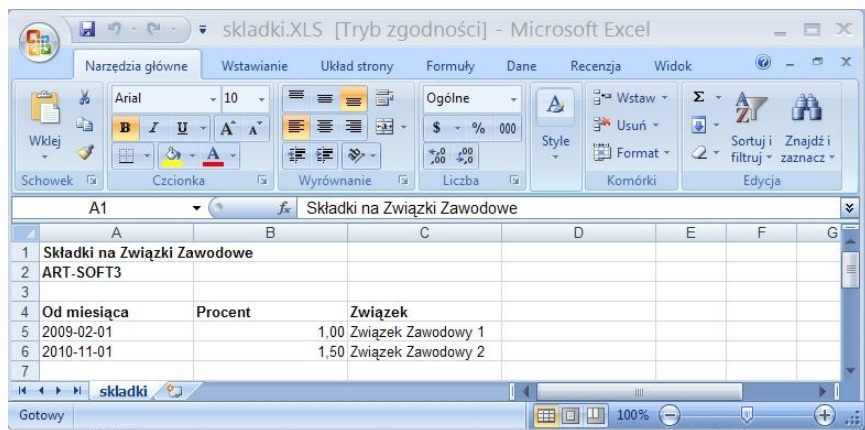 skladki.XLS [Tryb zgodności] - Microsoft Excel
Narzędzia główne Wstawianie Układ strony Formuły Dane Recenzja Widok
Wklej
Schowek
Arial 10
B I U A A
A
Czcionka
Wyrównanie
Ogólne
$ % 000
,00 ,0
Liczba
Style
Wstaw
Usuń
Format
Komórki
Σ
Sortuj i filtruj
Znajdź i zaznacz
Edycja
A1 fx Składki na Związki Zawodowe
A B C D E F G
1 Składki na Związki Zawodowe
2 ART-SOFT3
3
4 Od miesiąca Procent Związek
5 2009-02-01 1,00 Związek Zawodowy 1
6 2010-11-01 1,50 Związek Zawodowy 2
7
skladki
Gotowy 100%